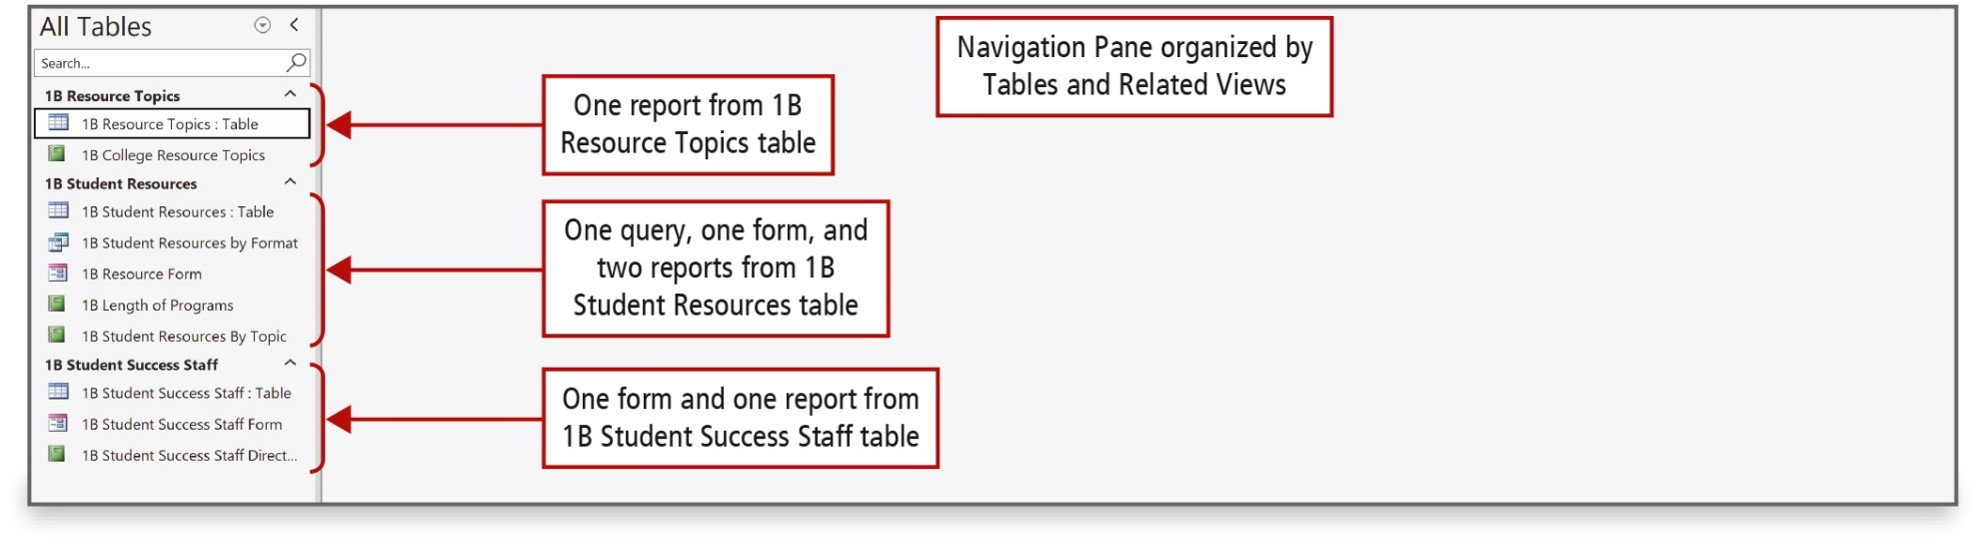 All Tables
Search...
1B Resource Topics
1B Resource Topics : Table
1B College Resource Topics
1B Student Resources
1B Student Resources : Table
1B Student Resources by Format
1B Resource Form
1B Length of Programs
1B Student Resources By Topic
1B Student Success Staff
1B Student Success Staff : Table
1B Student Success Staff Form
1B Student Success Staff Direct...
One report from 1B
Resource Topics table
One query, one form, and
two reports from 1B
Student Resources table
One form and one report from
1B Student Success Staff table
Navigation Pane organized by
Tables and Related Views